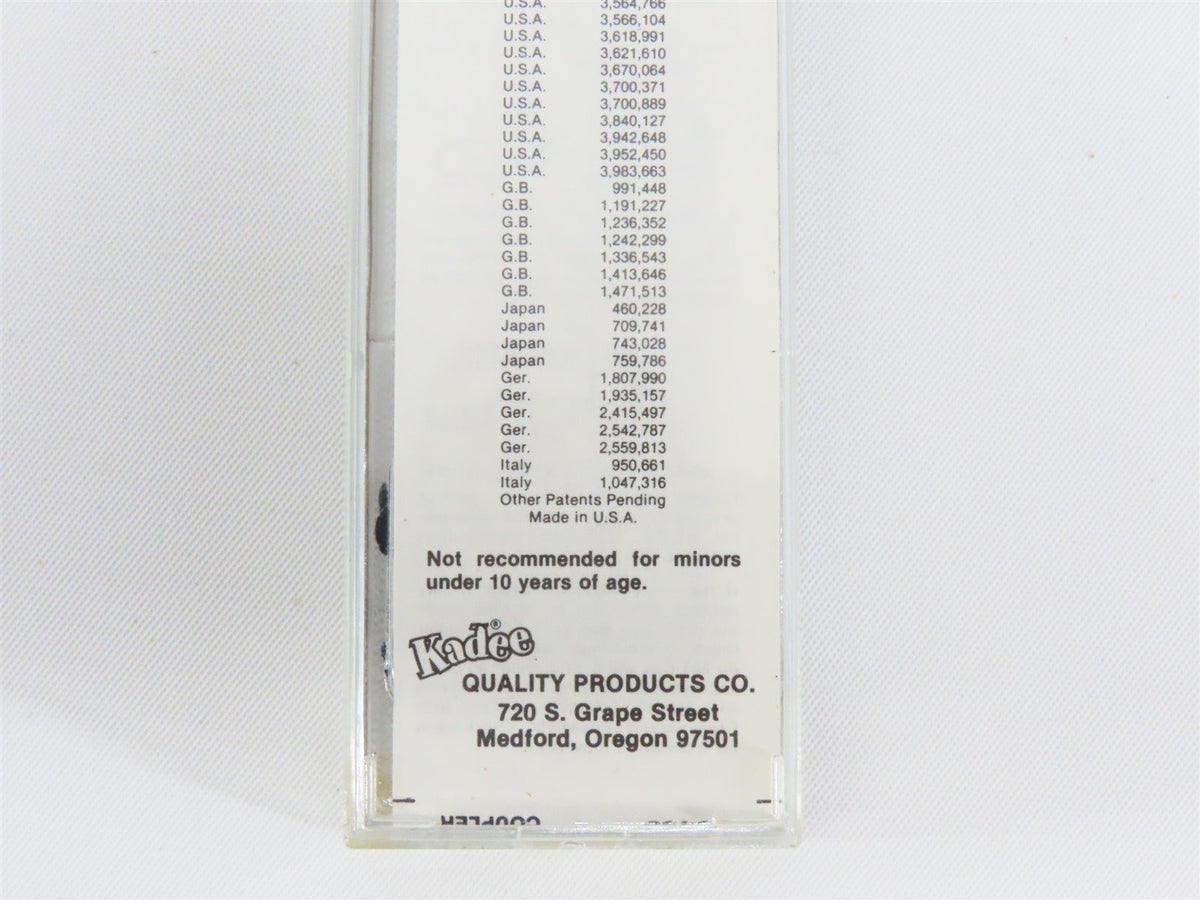 U.S.A. 3,564,766
U.S.A. 3,566,104
U.S.A. 3,618,991
U.S.A. 3,621,610
U.S.A. 3,670,064
U.S.A. 3,700,371
U.S.A. 3,700,889
U.S.A. 3,840,127
U.S.A. 3,942,648
U.S.A. 3,952,450
U.S.A. 3,983,663
G.B. 991,448
G.B. 1,191,227
G.B. 1,236,352
G.B. 1,242,299
G.B. 1,336,543
G.B. 1,413,646
G.B. 1,471,513
Japan 460,228
Japan 709,741
Japan 743,028
Japan 759,786
Ger. 1,807,990
Ger. 1,935,157
Ger. 2,415,497
Ger. 2,542,787
Ger. 2,559,813
Italy 950,661
Italy 1,047,316
Other Patents Pending
Made in U.S.A.
Not recommended for minors
under 10 years of age.
Kadee®
QUALITY PRODUCTS CO.
720 S. Grape Street
Medford, Oregon 97501
COUPLER